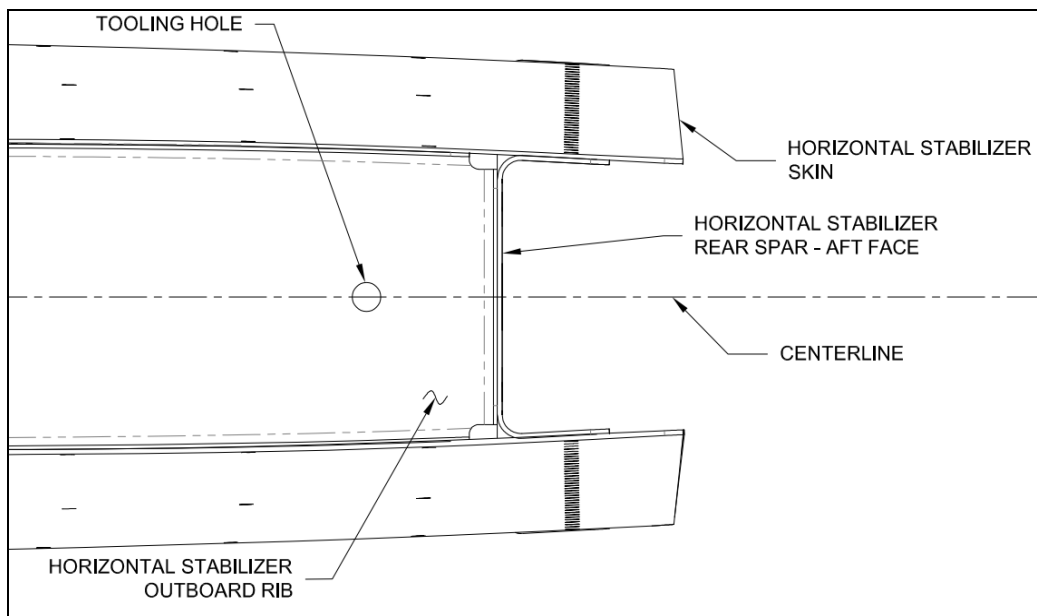 TOOLING HOLE
HORIZONTAL STABILIZER
SKIN
HORIZONTAL STABILIZER
REAR SPAR - AFT FACE
CENTERLINE
HORIZONTAL STABILIZER
OUTBOARD RIB